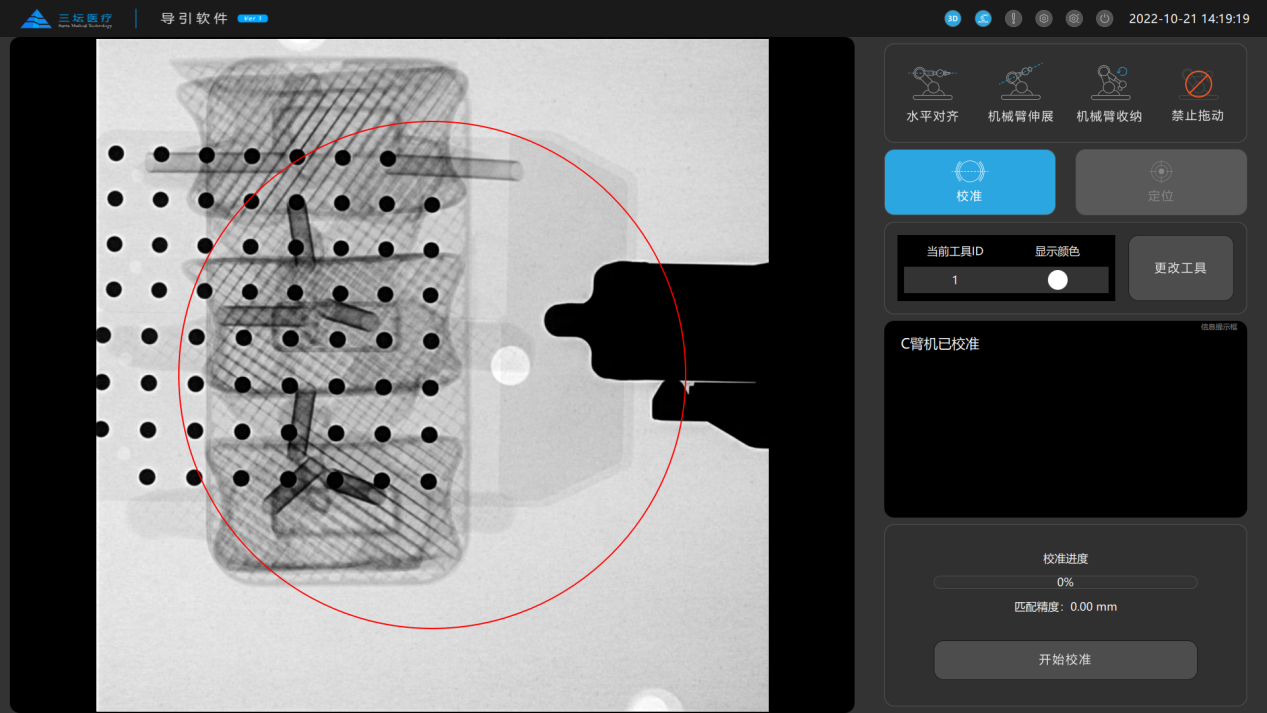 三坛医疗
Santa Medical Technology
导引软件
Ver 1
3D
2022-10-21 14:19:19
水平对齐
机械臂伸展
机械臂收纳
禁止拖动
校准
定位
当前工具ID
显示颜色
1
更改工具
信息提示框
C臂机已校准
校准进度
0%
匹配精度：0.00 mm
开始校准